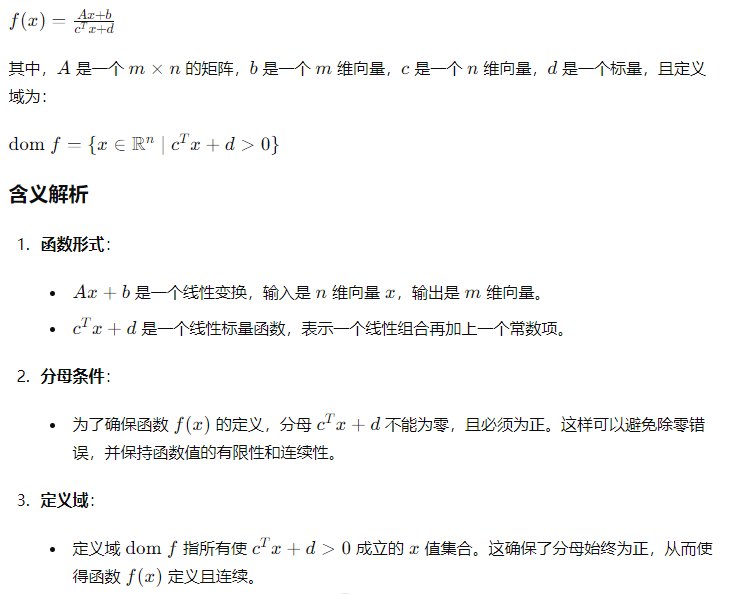 f(x) = \frac{Ax+b}{c^T x+d}
其中，A 是一个 m × n 的矩阵，b 是一个 m 维向量，c 是一个 n 维向量，d 是一个标量，且定义
域为：
dom f = {x ∈ ℝⁿ | cᵀx + d > 0}
含义解析
1. 函数形式：
• Ax + b 是一个线性变换，输入是 n 维向量 x，输出是 m 维向量。
• cᵀx + d 是一个线性标量函数，表示一个线性组合再加上一个常数项。
2. 分母条件：
• 为了确保函数 f(x) 的定义，分母 cᵀx + d 不能为零，且必须为正。这样可以避免除零错
误，并保持函数值的有限性和连续性。
3. 定义域：
• 定义域 dom f 指所有使 cᵀx + d > 0 成立的 x 值集合。这确保了分母始终为正，从而使
得函数 f(x) 定义且连续。